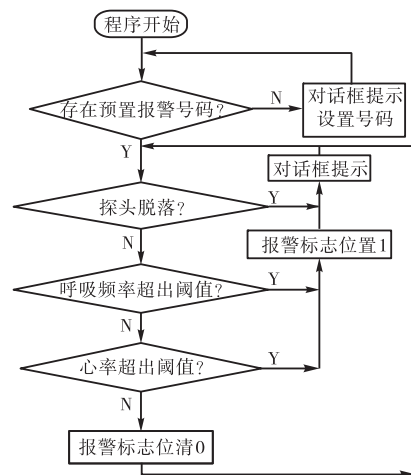 程序开始
存在预置报警号码?
N
对话框提示
设置号码
Y
对话框提示
探头脱落?
Y
N
报警标志位置1
呼吸频率超出阈值?
Y
N
心率超出阈值?
Y
N
报警标志位清0